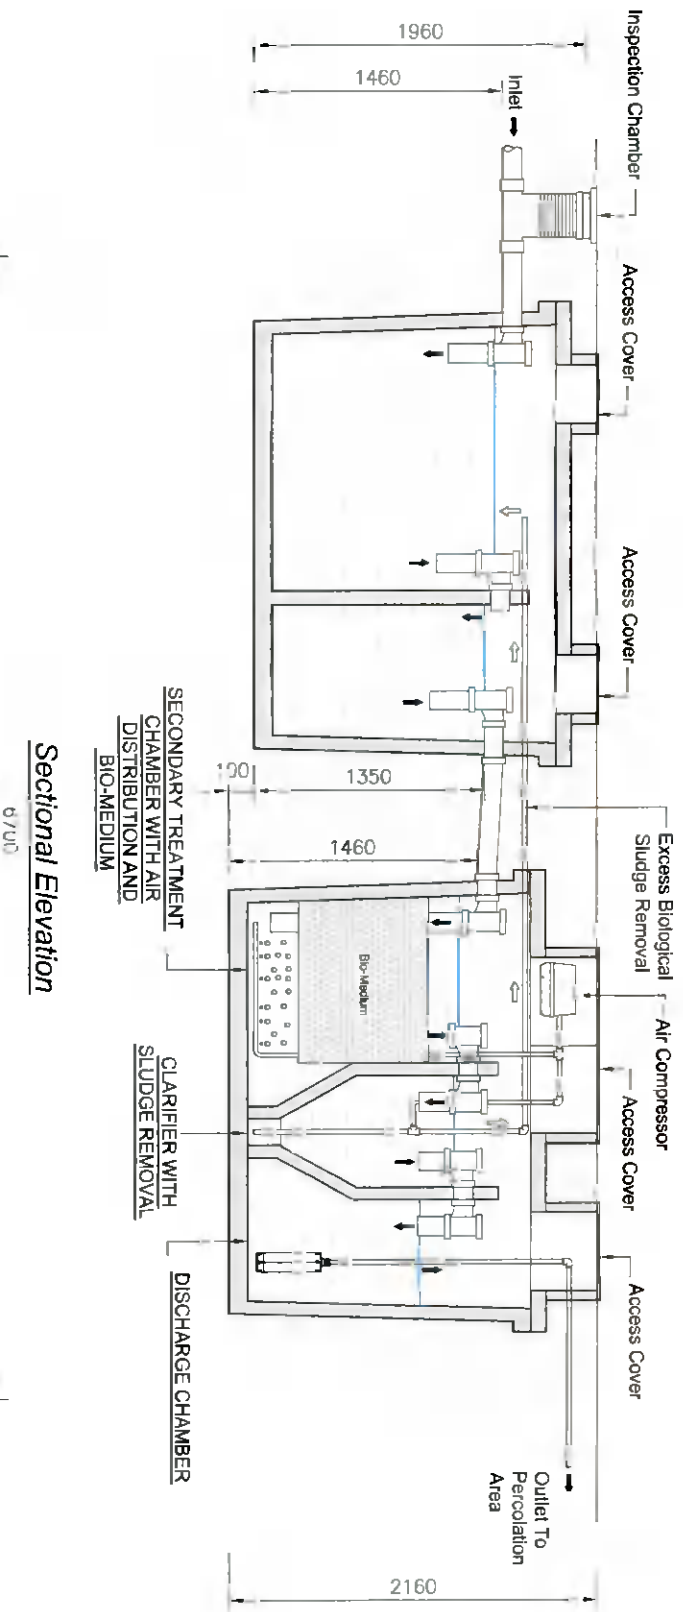 1960
1460
Inlet
Inspection Chamber
Access Cover
Access Cover
Excess Biological
Sludge Removal
Air Compressor
Access Cover
Access Cover
100
1350
1460
Bio-Medium
SECONDARY TREATMENT
CHAMBER WITH AIR
DISTRIBUTION AND
BIO-MEDIUM
CLARIFIER WITH
SLUDGE REMOVAL
DISCHARGE CHAMBER
Outlet To
Percolation
Area
2160
Sectional Elevation
6700